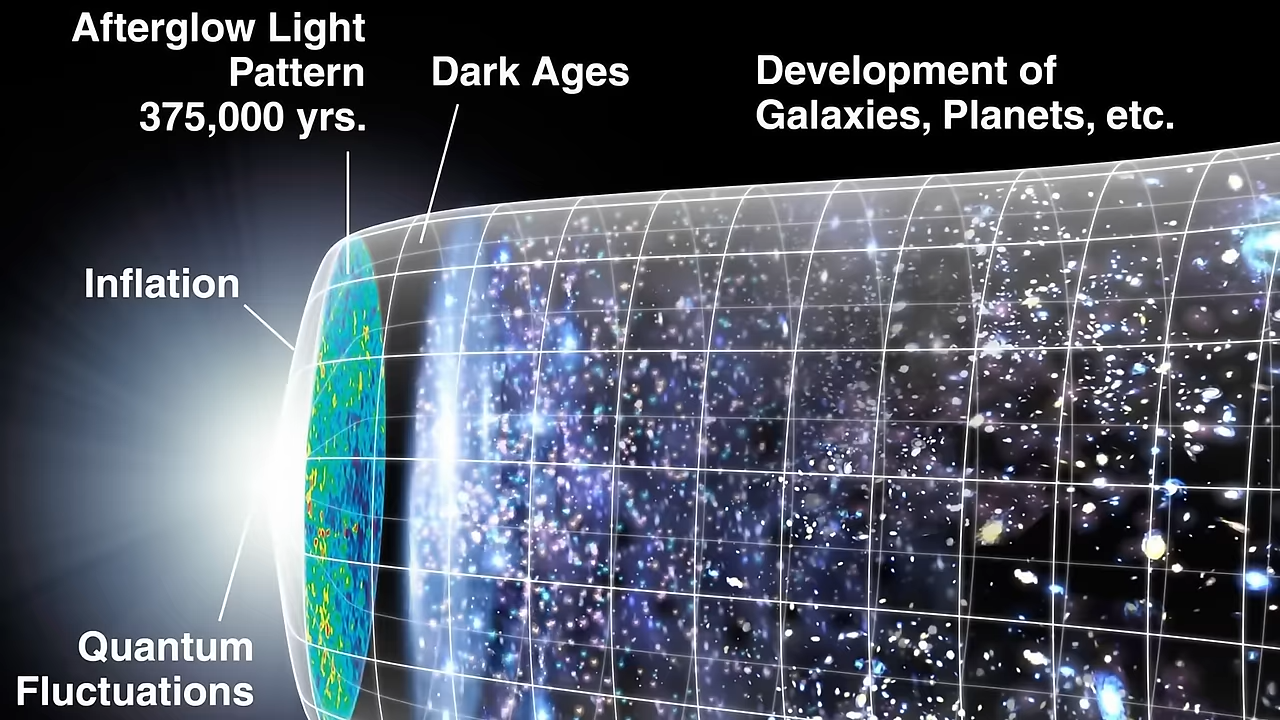 Afterglow Light
Pattern
375,000 yrs.
Dark Ages
Development of
Galaxies, Planets, etc.
Inflation
Quantum
Fluctuations